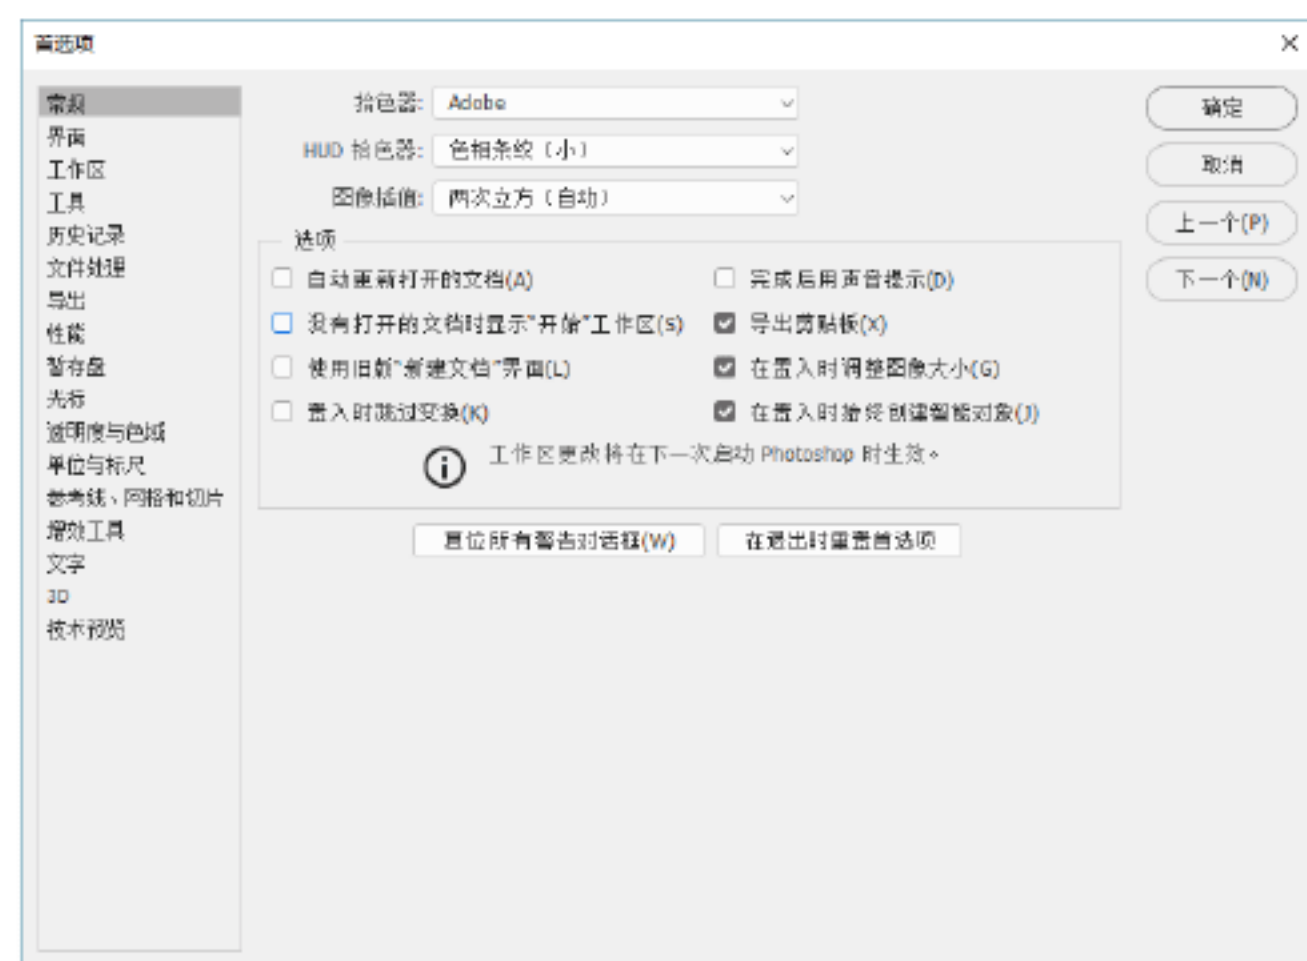 首选项
常规
界面
工作区
工具
历史记录
文件处理
导出
性能
暂存盘
光标
透明度与色域
单位与标尺
参考线、网格和切片
增效工具
文字
3D
技术预览
拾色器: Adobe
HUD 拾色器: 色相条纹（小）
图像插值: 两次立方（自动）
选项
自动更新打开的文档(A)
完成后用声音提示(D)
没有打开的文档时显示"开始"工作区(S)
导出剪贴板(X)
使用旧版"新建文档"界面(L)
在置入时调整图像大小(G)
置入时跳过变换(K)
在置入时始终创建智能对象(J)
工作区更改将在下一次启动 Photoshop 时生效。
复位所有警告对话框(W)
在退出时重置首选项
确定
取消
上一个(P)
下一个(N)